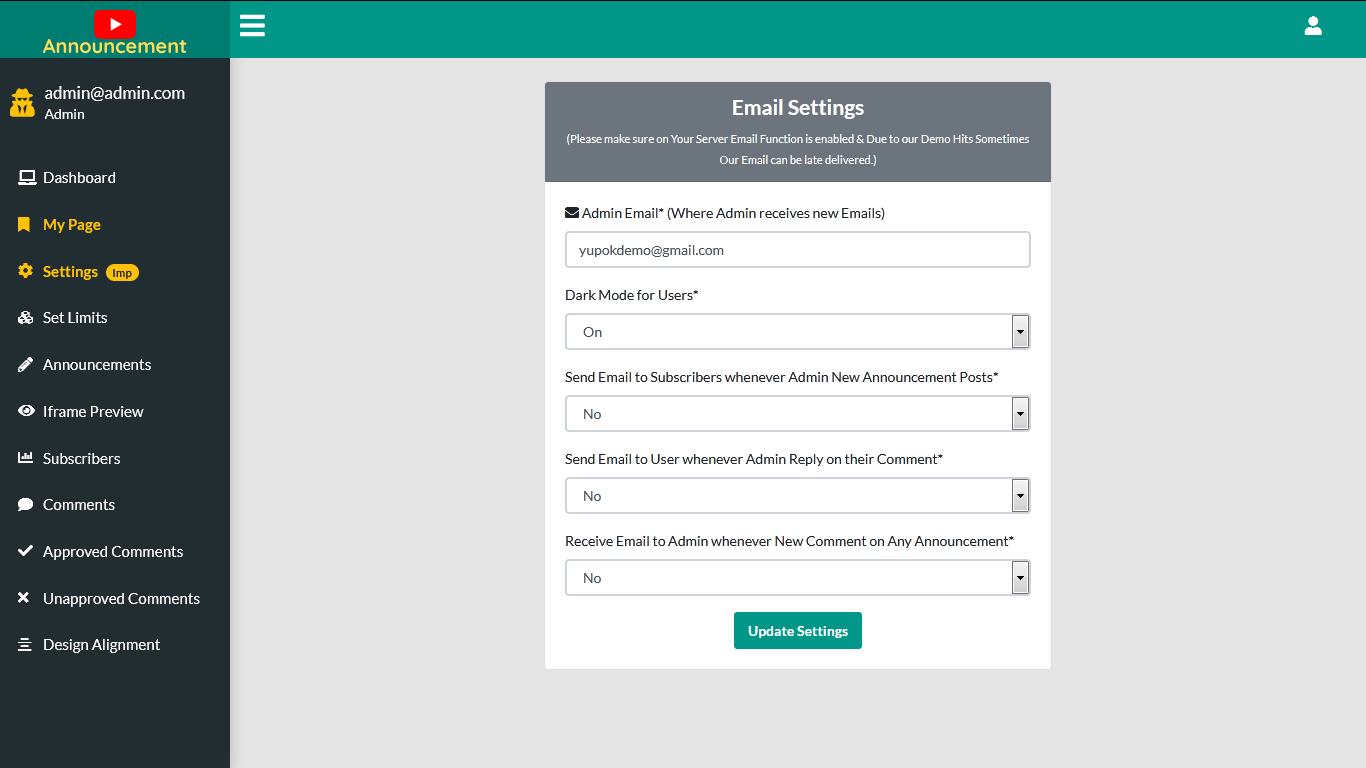 Announcement
admin@admin.com
Admin
Dashboard
My Page
Settings Imp
Set Limits
Announcements
Iframe Preview
Subscribers
Comments
Approved Comments
Unapproved Comments
Design Alignment
Email Settings
(Please make sure on Your Server Email Function is enabled & Due to our Demo Hits Sometimes
Our Email can be late delivered.)
Admin Email* (Where Admin receives new Emails)
yupokdemo@gmail.com
Dark Mode for Users*
On
Send Email to Subscribers whenever Admin New Announcement Posts*
No
Send Email to User whenever Admin Reply on their Comment*
No
Receive Email to Admin whenever New Comment on Any Announcement*
No
Update Settings